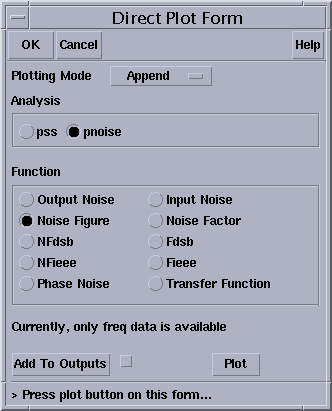 Direct Plot Form
OK Cancel Help
Plotting Mode Append
Analysis
pss pnoise
Function
Output Noise Input Noise
Noise Figure Noise Factor
NFdsb Fdsb
NFieee Fieee
Phase Noise Transfer Function
Currently, only freq data is available
Add To Outputs Plot
> Press plot button on this form...